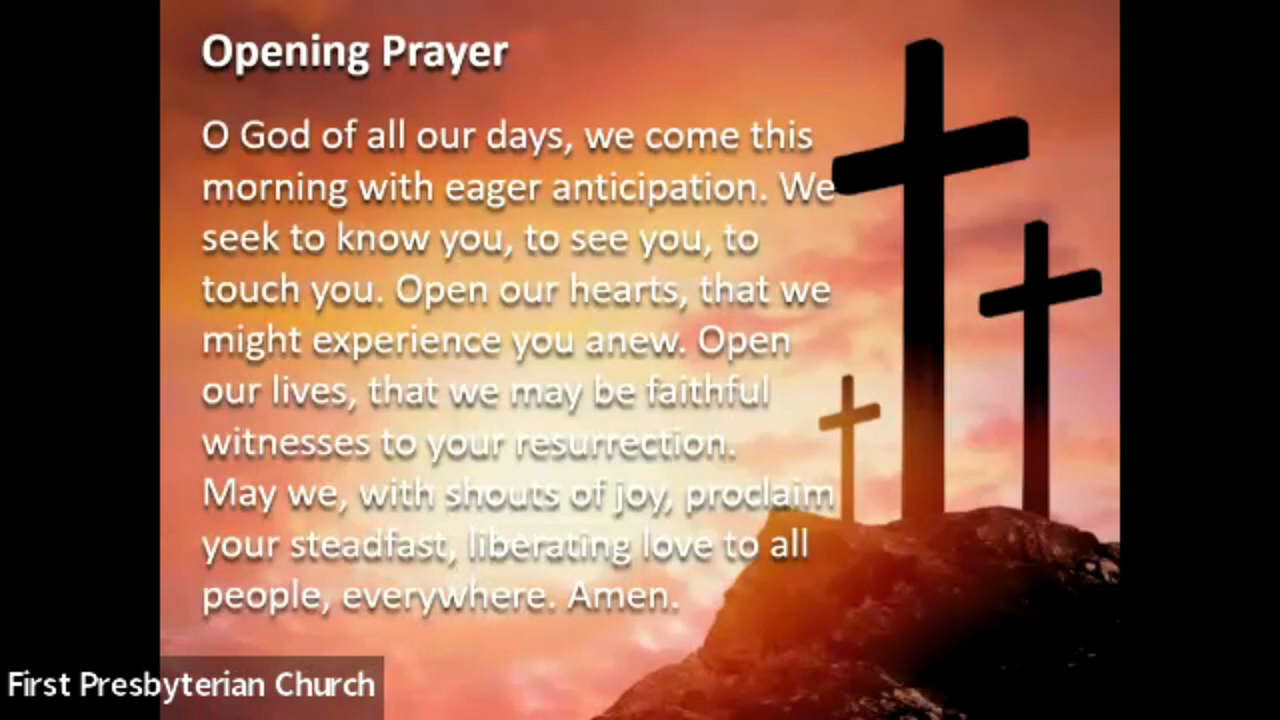 Opening Prayer
O God of all our days, we come this
morning with eager anticipation. We
seek to know you, to see you, to
touch you. Open our hearts, that we
might experience you anew. Open
our lives, that we may be faithful
witnesses to your resurrection.
May we, with shouts of joy, proclaim
your steadfast, liberating love to all
people, everywhere. Amen.
First Presbyterian Church